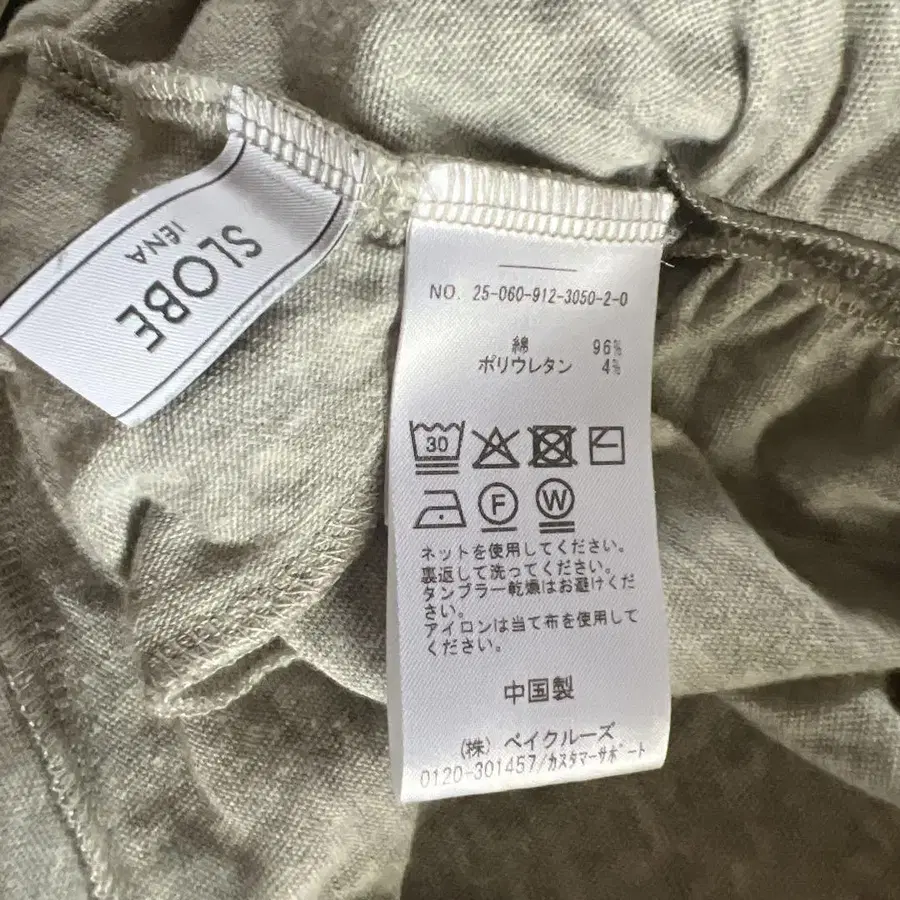 SLOBE
IÉNA
NO. 25-060-912-3050-2-0
綿 96%
ポリウレタン 4%
30
F W
ネットを使用してください。
裏返して洗ってください。
タンブラー乾燥はお避けくだ
さい。
アイロンは当て布を使用して
ください。
中国製
(株) ベイクルーズ
0120-301457/カスタマーサポート